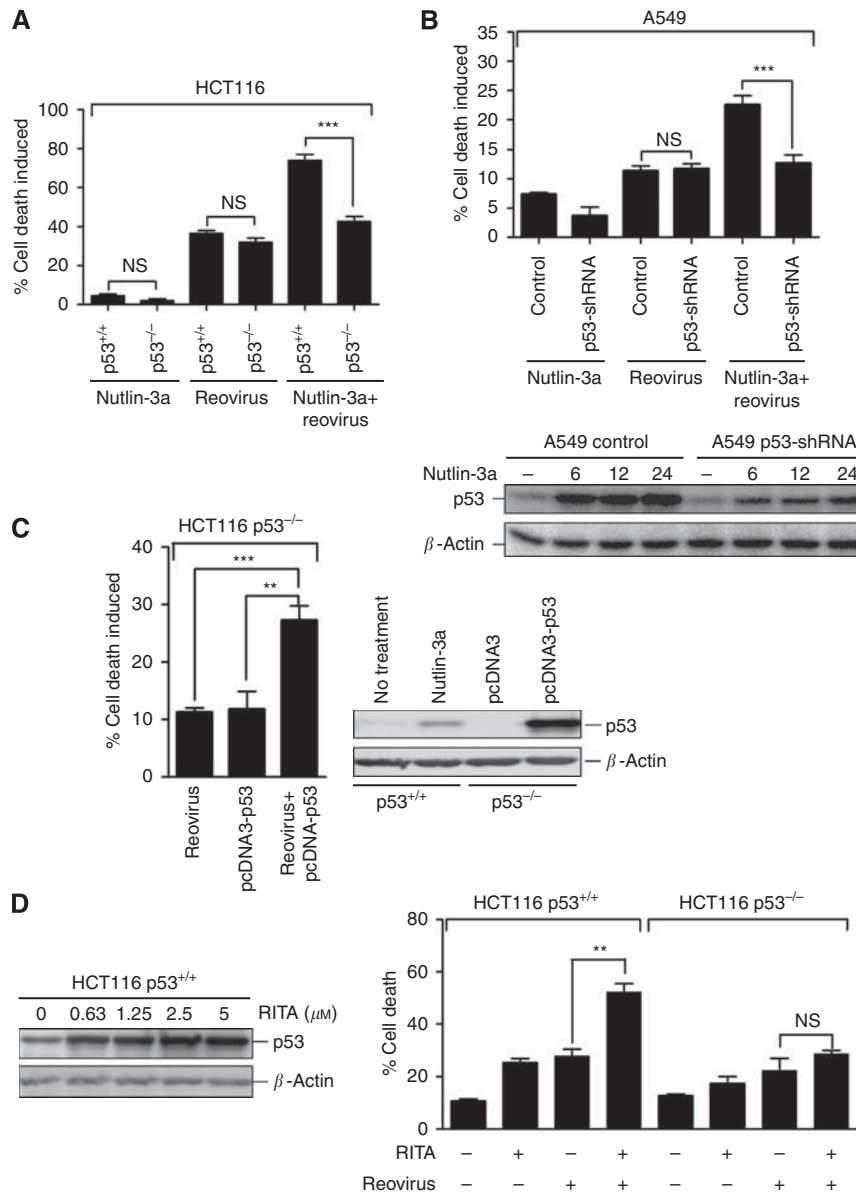 A
HCT116
% Cell death induced
100
80
60
40
20
0
NS
NS
***
p53+/+
p53−/−
p53+/+
p53−/−
p53+/+
p53−/−
Nutlin-3a
Reovirus
Nutlin-3a+
reovirus
B
A549
% Cell death induced
35
30
25
20
15
10
5
0
NS
***
Control
p53-shRNA
Control
p53-shRNA
Control
p53-shRNA
Nutlin-3a
Reovirus
Nutlin-3a+
reovirus
A549 control
A549 p53-shRNA
Nutlin-3a
– 6 12 24 – 6 12 24
p53
β-Actin
C
HCT116 p53−/−
% Cell death induced
40
30
20
10
0
***
**
Reovirus
pcDNA3-p53
Reovirus+
pcDNA-p53
No treatment
Nutlin-3a
pcDNA3
pcDNA3-p53
p53
β-Actin
p53+/+
p53−/−
D
HCT116 p53+/+
0 0.63 1.25 2.5 5 RITA (μM)
p53
β-Actin
HCT116 p53+/+
HCT116 p53−/−
% Cell death
80
60
40
20
0
**
NS
RITA – + – + – + – +
Reovirus – – + + – – + +